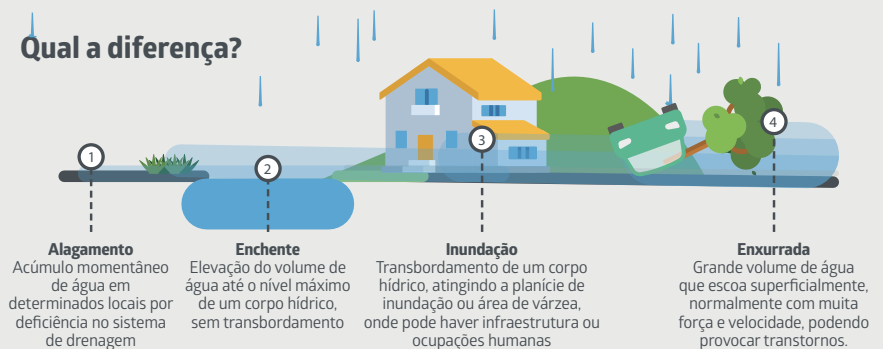 Qual a diferença?
1
2
3
4
Alagamento
Acúmulo momentâneo
de água em
determinados locais por
deficiência no sistema
de drenagem
Enchente
Elevação do volume de
água até o nível máximo
de um corpo hídrico,
sem transbordamento
Inundação
Transbordamento de um corpo
hídrico, atingindo a planície de
inundação ou área de várzea,
onde pode haver infraestrutura ou
ocupações humanas
Enxurrada
Grande volume de água
que escoa superficialmente,
normalmente com muita
força e velocidade, podendo
provocar transtornos.